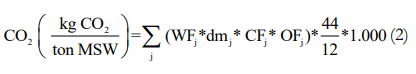 CO₂ ( kg CO₂ / ton MSW ) = ∑ⱼ (WFⱼ*dmⱼ* CFⱼ* OFⱼ)* 44/12 *1.000 (2)